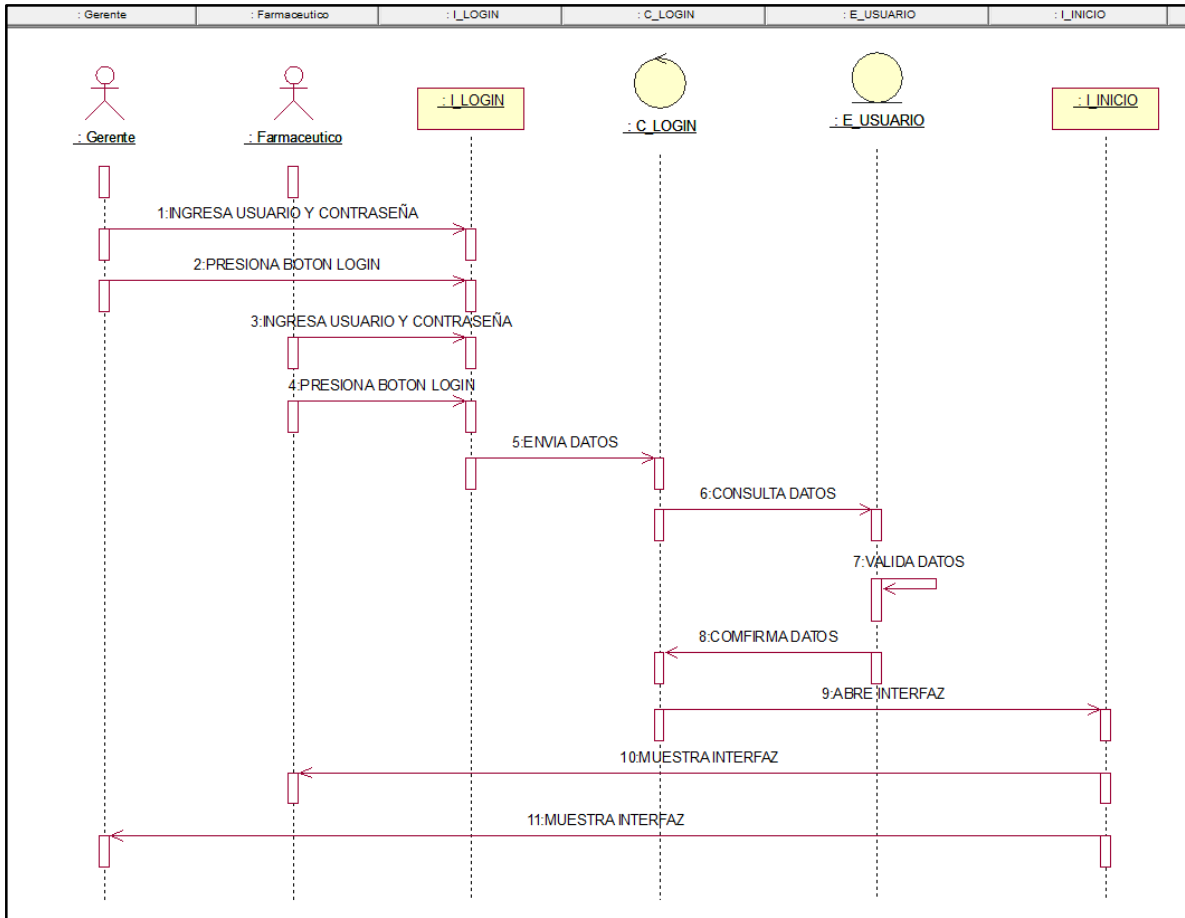 : Gerente
: Farmaceutico
: I_LOGIN
: C_LOGIN
: E_USUARIO
: I_INICIO
: Gerente
: Farmaceutico
: I_LOGIN
: C_LOGIN
: E_USUARIO
: I_INICIO
1:INGRESA USUARIO Y CONTRASEÑA
2:PRESIONA BOTON LOGIN
3:INGRESA USUARIO Y CONTRASEÑA
4:PRESIONA BOTON LOGIN
5:ENVIA DATOS
6:CONSULTA DATOS
7:VALIDA DATOS
8:COMFIRMA DATOS
9:ABRE INTERFAZ
10:MUESTRA INTERFAZ
11:MUESTRA INTERFAZ